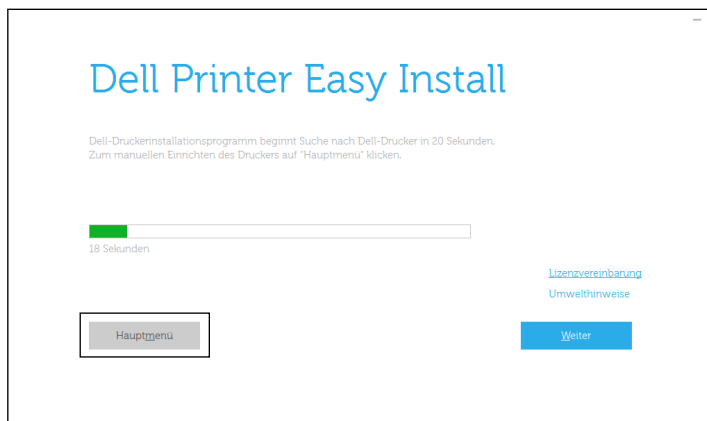 Dell Printer Easy Install
Dell-Druckerinstallationsprogramm beginnt Suche nach Dell-Drucker in 20 Sekunden.
Zum manuellen Einrichten des Druckers auf "Hauptmenü" klicken.
18 Sekunden
Lizenzvereinbarung
Umwelthinweise
Hauptmenü
Weiter